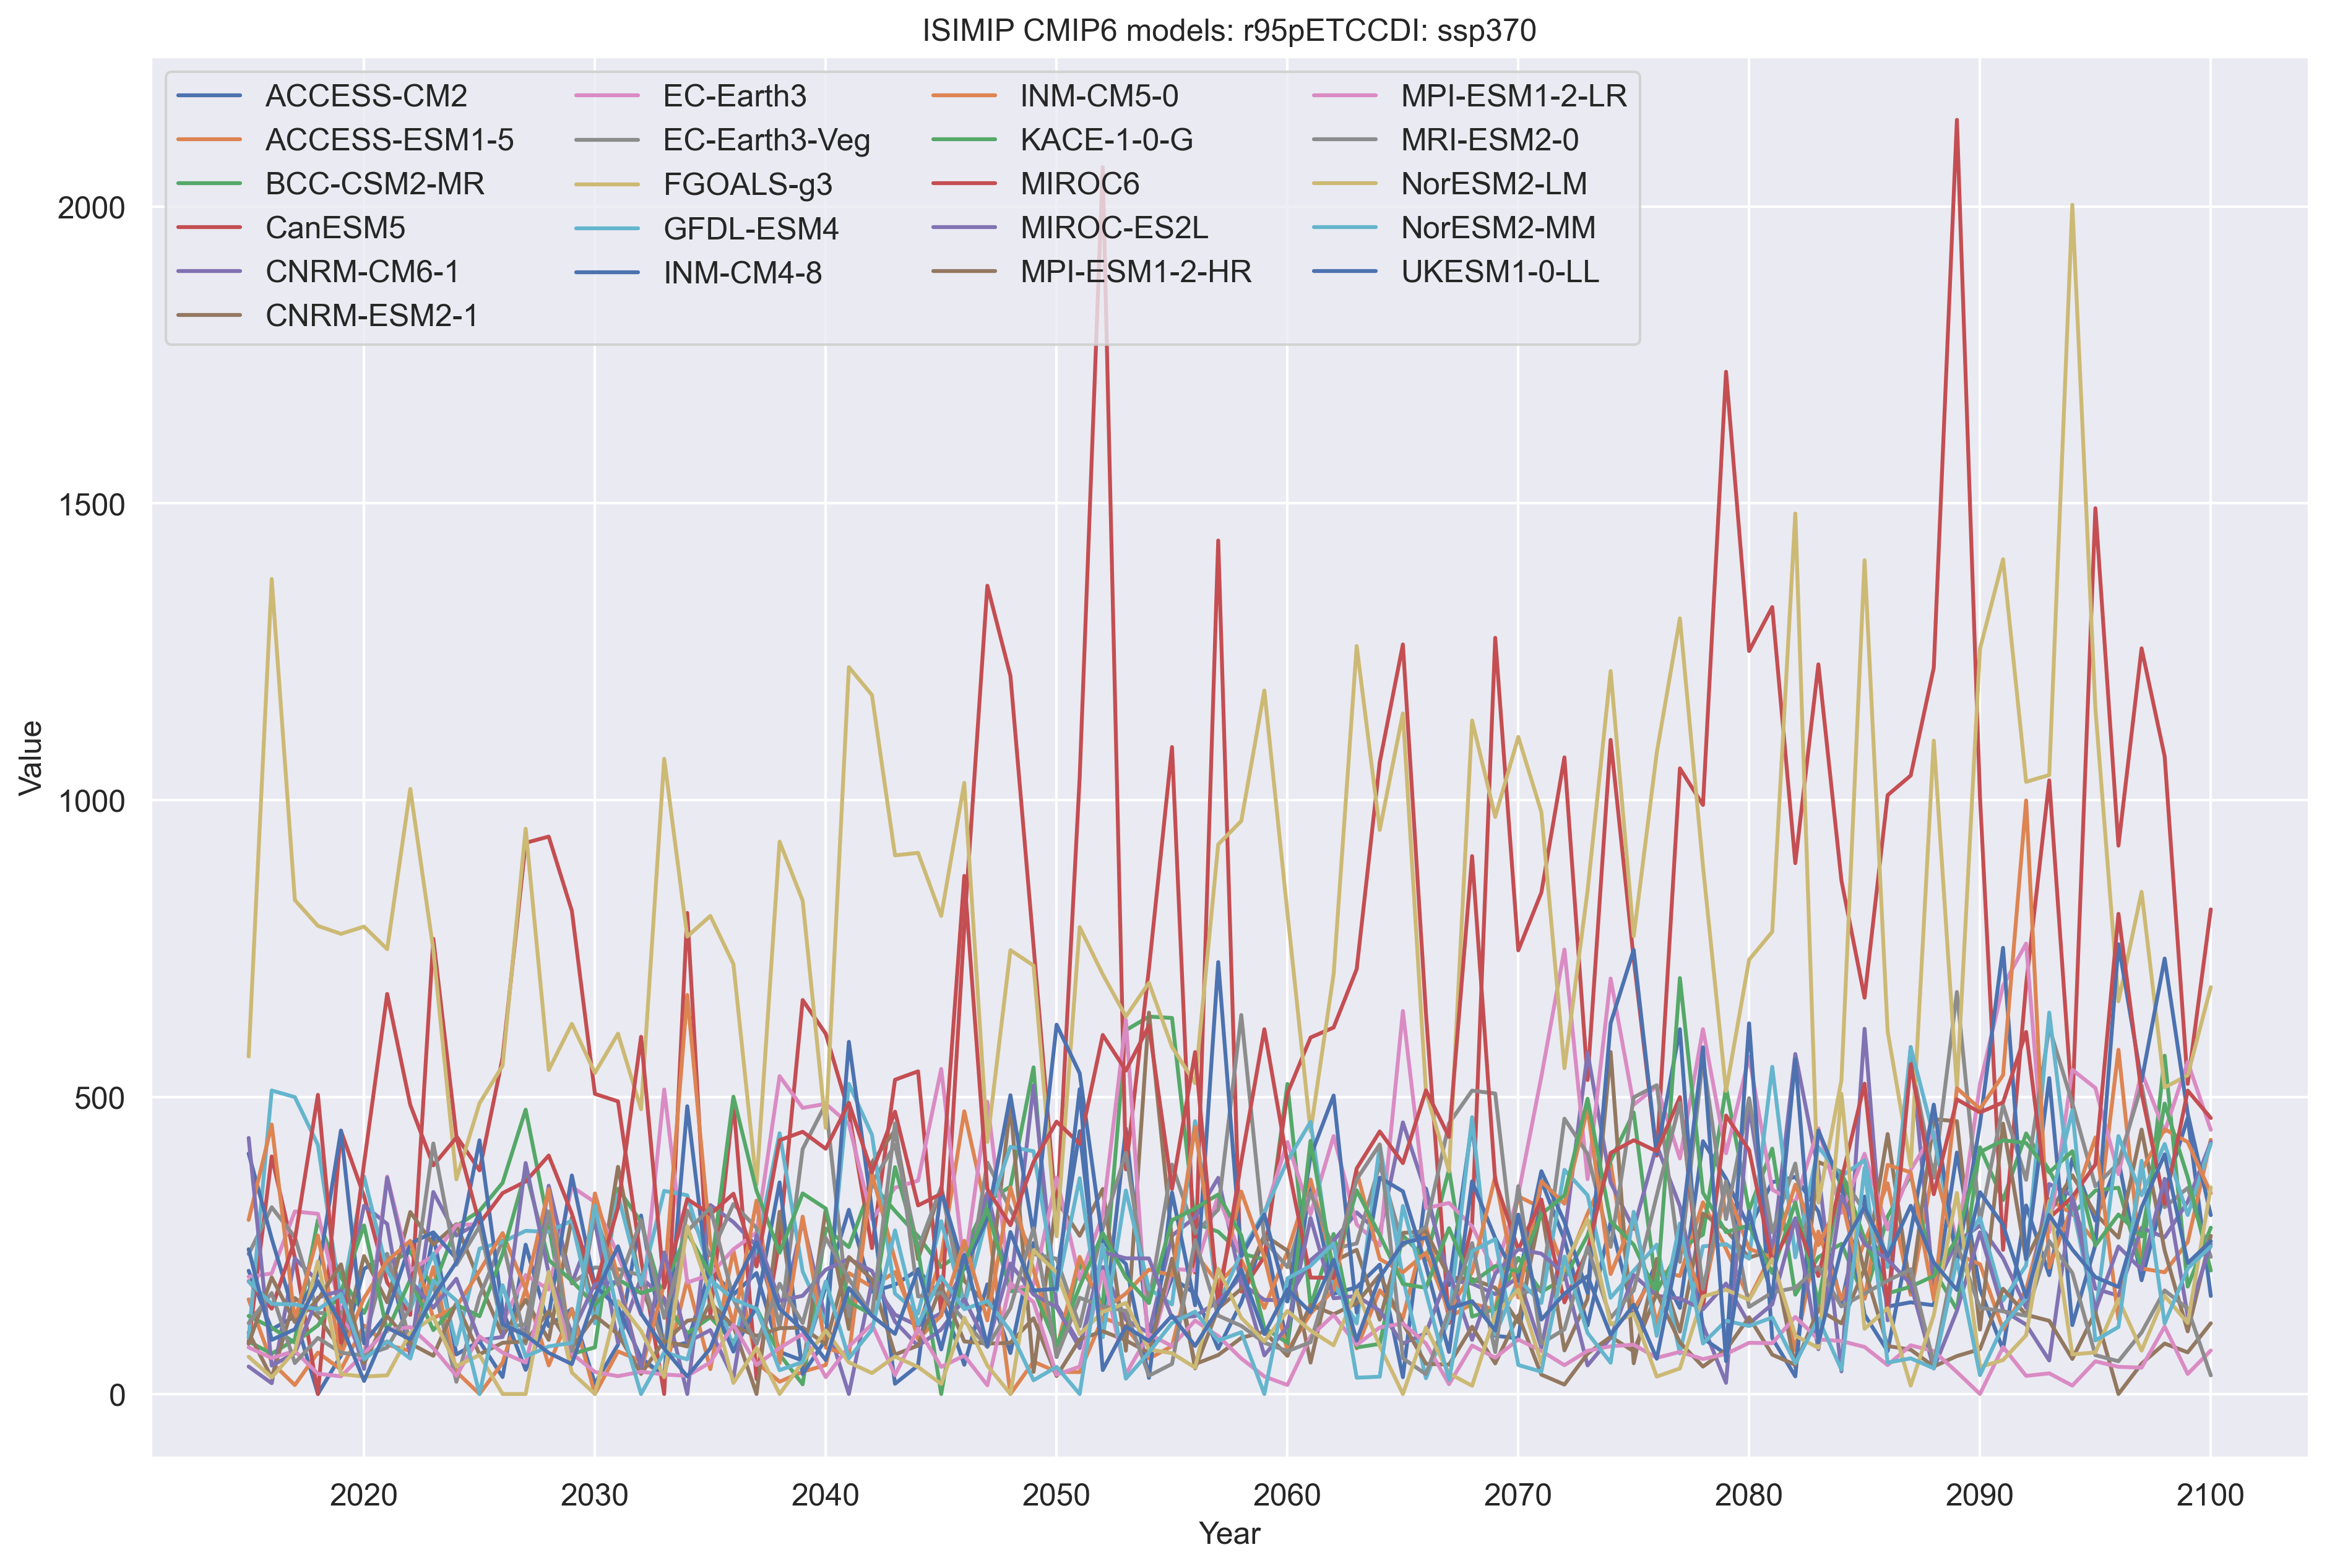 ISIMIP CMIP6 models: r95pETCCDI: ssp370
ACCESS-CM2
ACCESS-ESM1-5
BCC-CSM2-MR
CanESM5
CNRM-CM6-1
CNRM-ESM2-1
EC-Earth3
EC-Earth3-Veg
FGOALS-g3
GFDL-ESM4
INM-CM4-8
INM-CM5-0
KACE-1-0-G
MIROC6
MIROC-ES2L
MPI-ESM1-2-HR
MPI-ESM1-2-LR
MRI-ESM2-0
NorESM2-LM
NorESM2-MM
UKESM1-0-LL
Value
2000
1500
1000
500
0
2020
2030
2040
2050
2060
2070
2080
2090
2100
Year